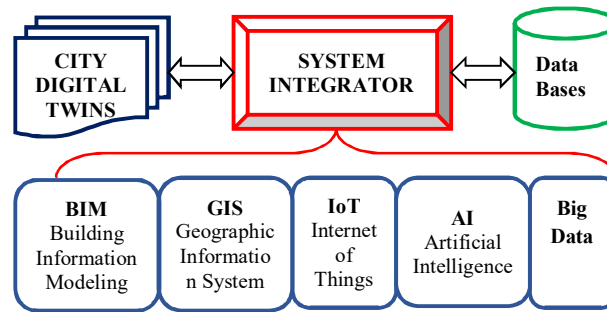 CITY
DIGITAL
TWINS
SYSTEM
INTEGRATOR
Data
Bases
BIM
Building
Information
Modeling
GIS
Geographic
Informatio
n System
IoT
Internet
of
Things
AI
Artificial
Intelligence
Big
Data